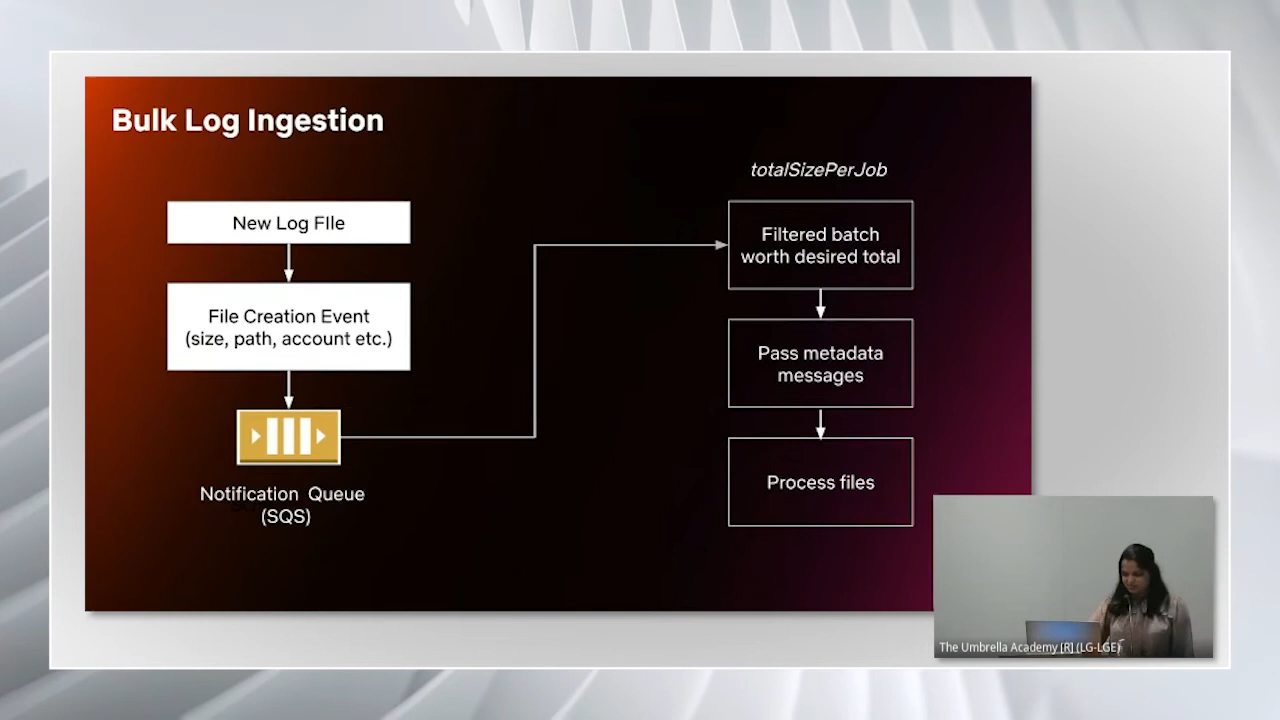 Bulk Log Ingestion
New Log FIle
File Creation Event
(size, path, account etc.)
Notification Queue
(SQS)
totalSizePerJob
Filtered batch
worth desired total
Pass metadata
messages
Process files
The Umbrella Academy [R] (LG-LGE)